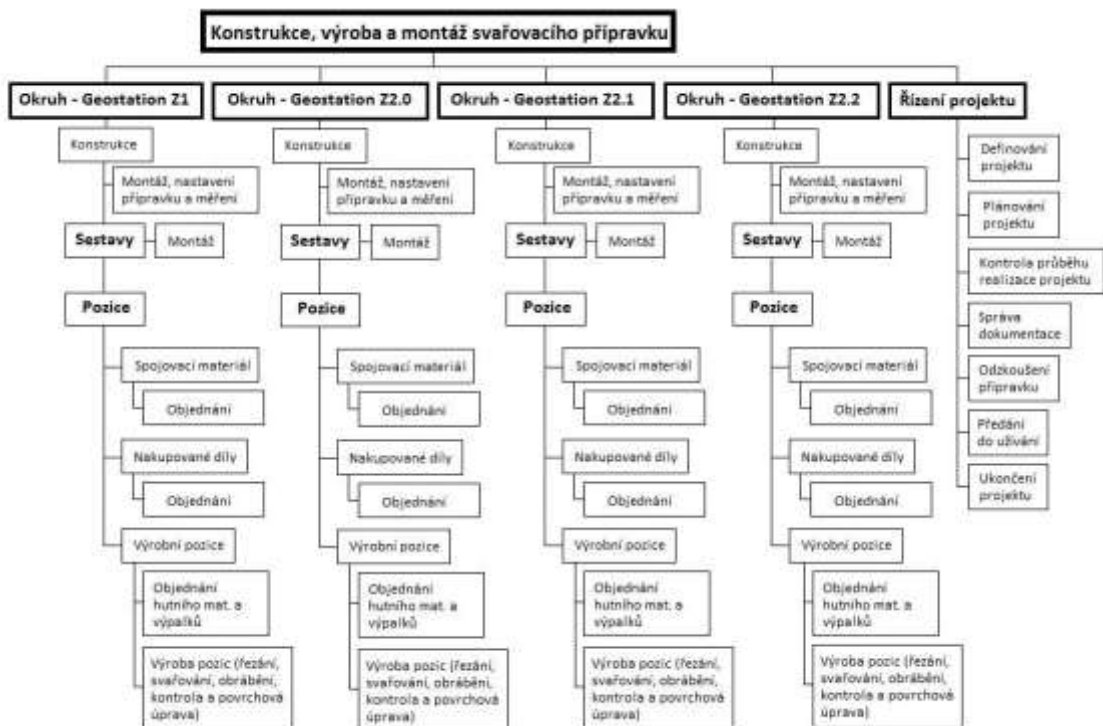 Konstrukce, výroba a montáž svařovacího přípravku
Okruh - Geostation Z1
Konstrukce
Montáž, nastavení
přípravku a měření
Sestavy
Montáž
Pozice
Spojovací materiál
Objednání
Nakupované díly
Objednání
Výrobní pozice
Objednání
hutního mat. a
výpalků
Výroba pozic (řezání,
svařování, obrábění,
kontrola a povrchová
úprava)
Okruh - Geostation Z2.0
Konstrukce
Montáž, nastavení
přípravku a měření
Sestavy
Montáž
Pozice
Spojovací materiál
Objednání
Nakupované díly
Objednání
Výrobní pozice
Objednání
hutního mat. a
výpalků
Výroba pozic (řezání,
svařování, obrábění,
kontrola a povrchová
úprava)
Okruh - Geostation Z2.1
Konstrukce
Montáž, nastavení
přípravku a měření
Sestavy
Montáž
Pozice
Spojovací materiál
Objednání
Nakupované díly
Objednání
Výrobní pozice
Objednání
hutního mat. a
výpalků
Výroba pozic (řezání,
svařování, obrábění,
kontrola a povrchová
úprava)
Okruh - Geostation Z2.2
Konstrukce
Montáž, nastavení
přípravku a měření
Sestavy
Montáž
Pozice
Spojovací materiál
Objednání
Nakupované díly
Objednání
Výrobní pozice
Objednání
hutního mat. a
výpalků
Výroba pozic (řezání,
svařování, obrábění,
kontrola a povrchová
úprava)
Řízení projektu
Definování
projektu
Plánování
projektu
Kontrola průběhu
realizace projektu
Správa
dokumentace
Odzkoušení
přípravku
Předání
do užívání
Ukončení
projektu